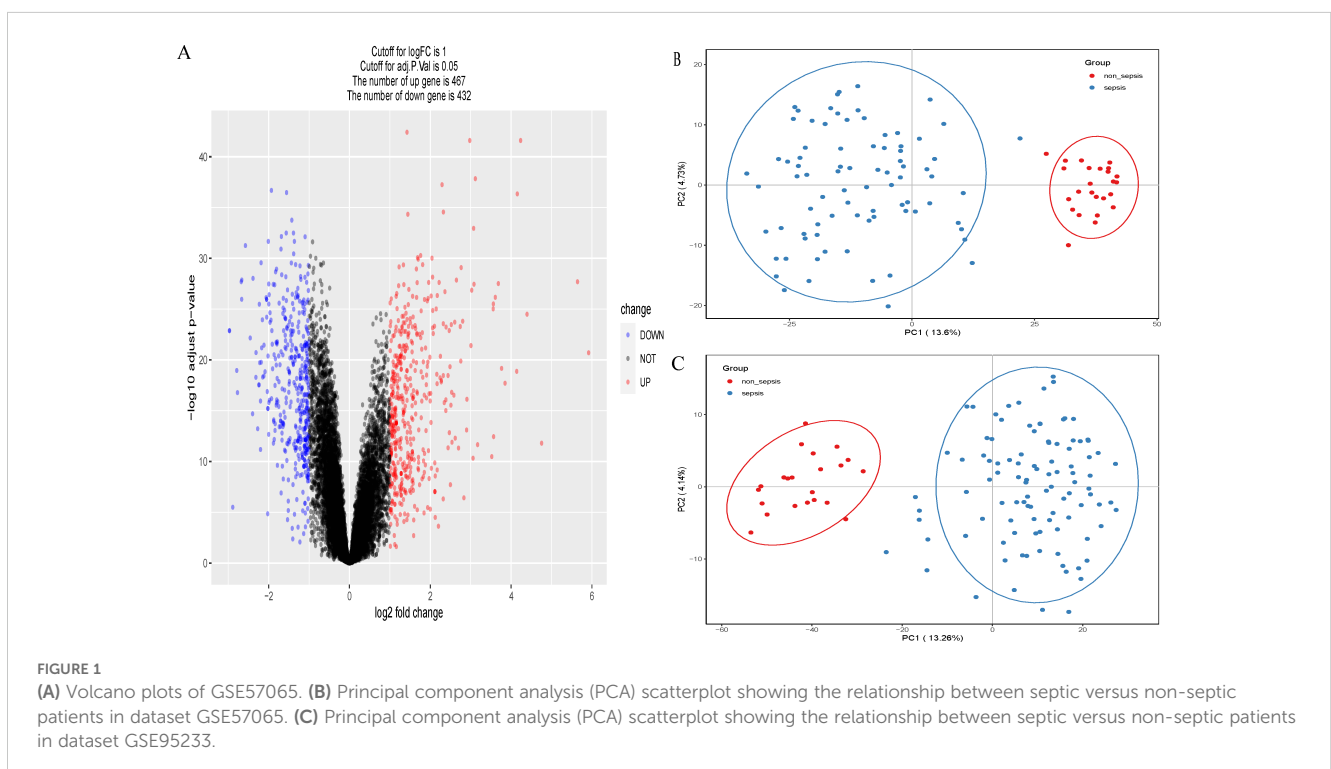 A
Cutoff for logFC is 1
Cutoff for adj.P.Val is 0.05
The number of up gene is 467
The number of down gene is 432
40
30
20
10
0
−log10 adjust p−value
−2
0
2
4
6
log2 fold change
change
DOWN
NOT
UP
B
Group
non_sepsis
sepsis
20
10
0
−10
−20
PC2 ( 4.73%)
−25
0
25
50
PC1 ( 13.6%)
C
Group
non_sepsis
sepsis
10
0
−10
PC2 ( 4.14%)
−60
−40
−20
0
20
PC1 ( 13.26%)
FIGURE 1
(A) Volcano plots of GSE57065. (B) Principal component analysis (PCA) scatterplot showing the relationship between septic versus non-septic
patients in dataset GSE57065. (C) Principal component analysis (PCA) scatterplot showing the relationship between septic versus non-septic patients
in dataset GSE95233.